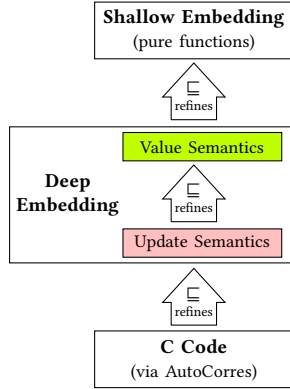 Shallow Embedding
(pure functions)
⊑
refines
Value Semantics
Deep
Embedding
⊑
refines
Update Semantics
⊑
refines
C Code
(via AutoCorres)